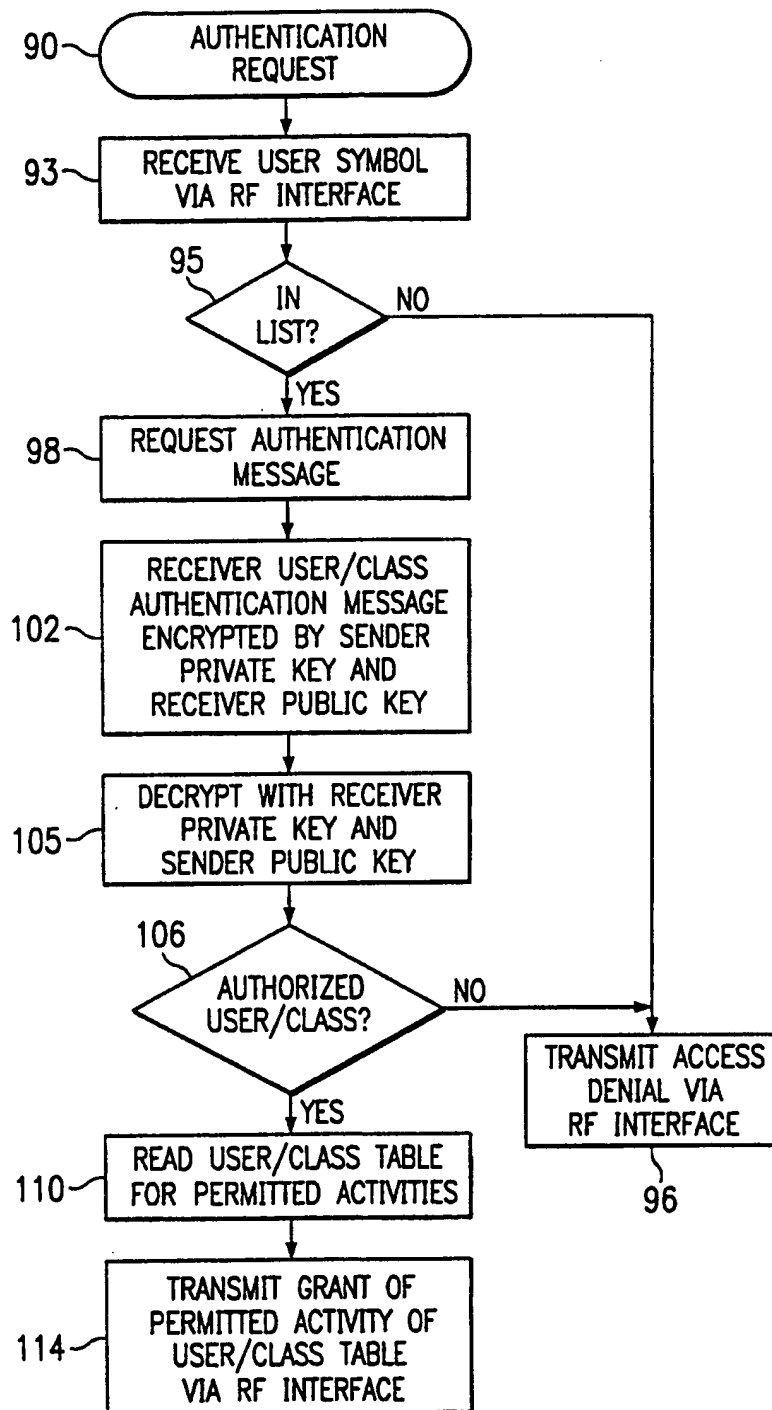 90
AUTHENTICATION
REQUEST
93
RECEIVE USER SYMBOL
VIA RF INTERFACE
95
IN
LIST?
NO
YES
98
REQUEST AUTHENTICATION
MESSAGE
102
RECEIVER USER/CLASS
AUTHENTICATION MESSAGE
ENCRYPTED BY SENDER
PRIVATE KEY AND
RECEIVER PUBLIC KEY
105
DECRYPT WITH RECEIVER
PRIVATE KEY AND
SENDER PUBLIC KEY
106
AUTHORIZED
USER/CLASS?
NO
YES
TRANSMIT ACCESS
DENIAL VIA
RF INTERFACE
96
110
READ USER/CLASS TABLE
FOR PERMITTED ACTIVITIES
114
TRANSMIT GRANT OF
PERMITTED ACTIVITY OF
USER/CLASS TABLE
VIA RF INTERFACE